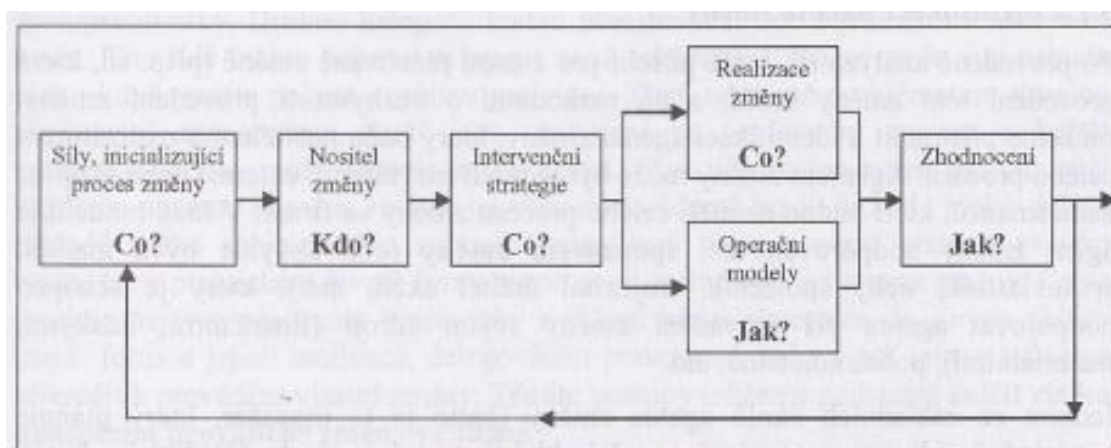 Síly, inicializující
proces změny
Co?
Nositel
změny
Kdo?
Intervenční
strategie
Co?
Realizace
změny
Co?
Operační
modely
Jak?
Zhodnocení
Jak?